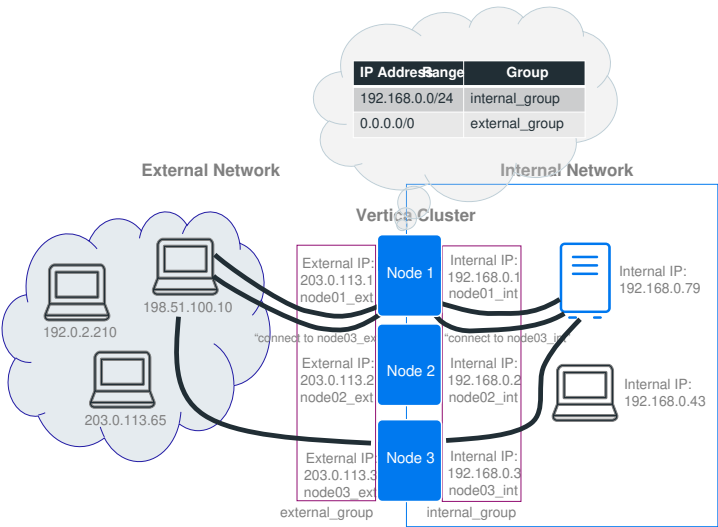 IP Address Range Group
192.168.0.0/24 internal_group
0.0.0.0/0 external_group
External Network
Internal Network
Vertica Cluster
External IP:
203.0.113.1
node01_ext
Node 1
Internal IP:
192.168.0.1
node01_int
Internal IP:
192.168.0.79
198.51.100.10
192.0.2.210
"connect to node03_ex
"connect to node03_int
External IP:
203.0.113.2
node02_ext
Node 2
Internal IP:
192.168.0.2
node02_int
Internal IP:
192.168.0.43
203.0.113.65
External IP:
203.0.113.3
node03_ext
Node 3
Internal IP:
192.168.0.3
node03_int
external_group
internal_group